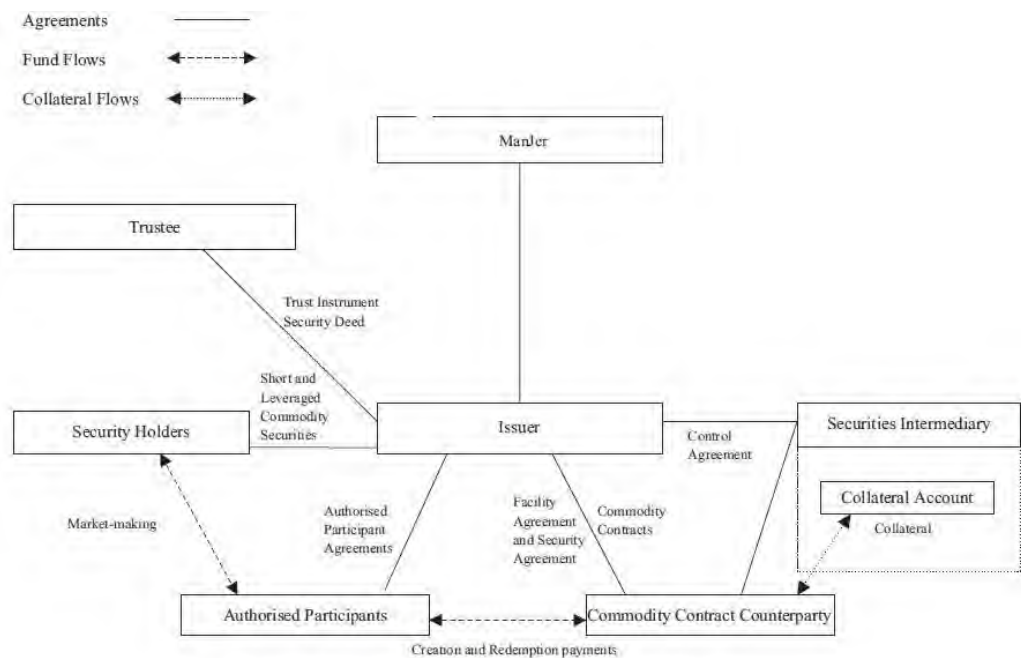 Agreements
Fund Flows
Collateral Flows
ManJer
Trustee
Trust Instrument
Security Deed
Short and
Leveraged
Commodity
Securities
Security Holders
Issuer
Control
Agreement
Securities Intermediary
Collateral Account
Collateral
Market-making
Authorised
Participant
Agreements
Facility
Agreement
and Security
Agreement
Commodity
Contracts
Authorised Participants
Commodity Contract Counterparty
Creation and Redemption payments